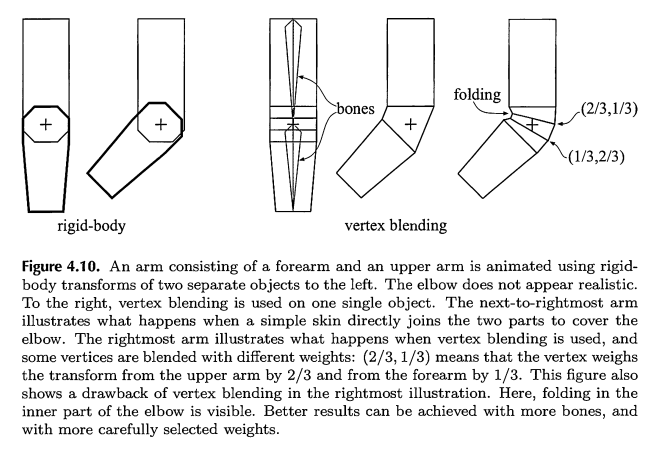 folding
(2/3,1/3)
bones
(1/3,2/3)
rigid-body
vertex blending
Figure 4.10. An arm consisting of a forearm and an upper arm is animated using rigid-
body transforms of two separate objects to the left. The elbow does not appear realistic.
To the right, vertex blending is used on one single object. The next-to-rightmost arm
illustrates what happens when a simple skin directly joins the two parts to cover the
elbow. The rightmost arm illustrates what happens when vertex blending is used, and
some vertices are blended with different weights: (2/3, 1/3) means that the vertex weighs
the transform from the upper arm by 2/3 and from the forearm by 1/3. This figure also
shows a drawback of vertex blending in the rightmost illustration. Here, folding in the
inner part of the elbow is visible. Better results can be achieved with more bones, and
with more carefully selected weights.